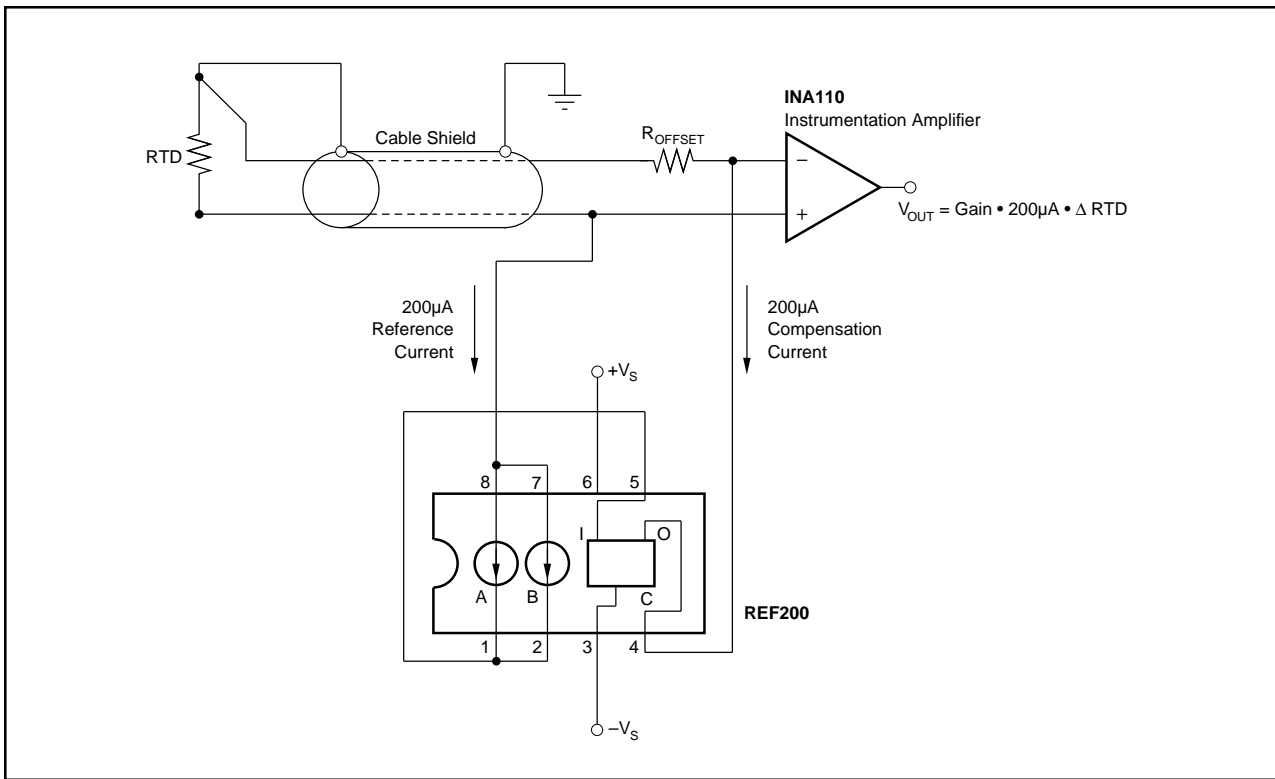 INA110
Instrumentation Amplifier
Cable Shield
R_OFFSET
RTD
−
+
V_OUT = Gain • 200µA • Δ RTD
200µA
Reference
Current
200µA
Compensation
Current
+V_S
8 7 6 5
I O
A B C
REF200
1 2 3 4
–V_S